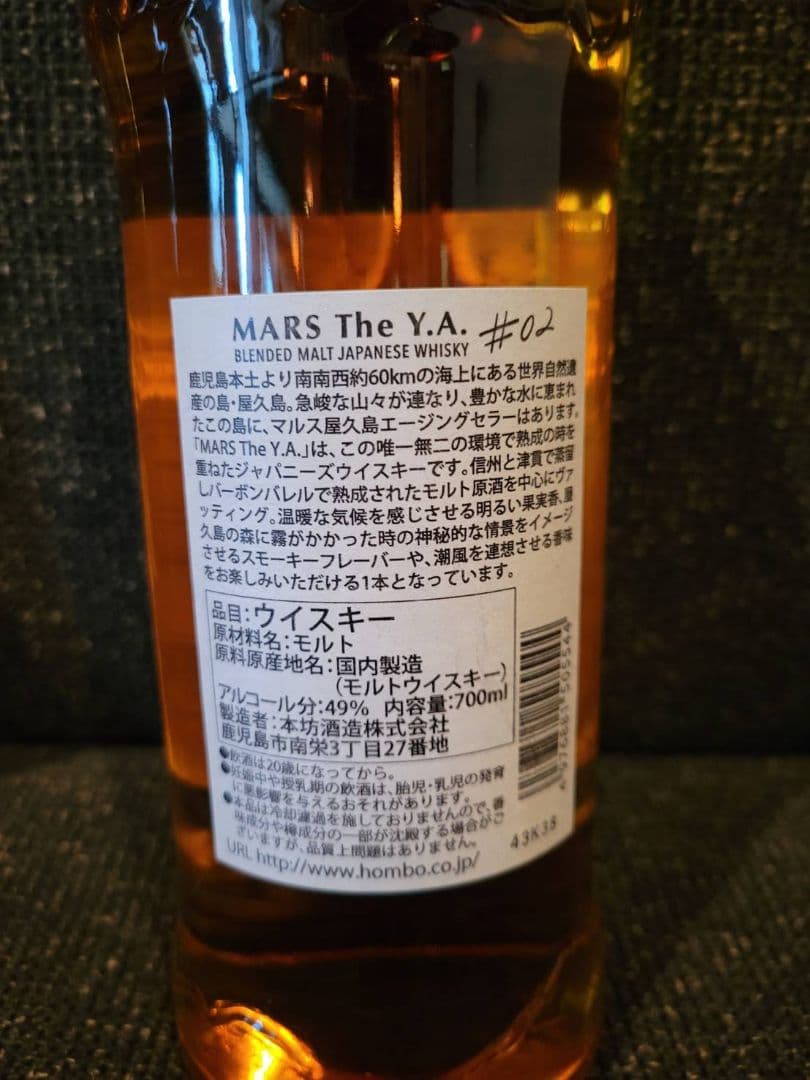 MARS The Y.A. #02
BLENDED MALT JAPANESE WHISKY
鹿児島本土より南南西約60kmの海上にある世界自然遺
産の島・屋久島。急峻な山々が連なり、豊かな水に恵まれ
たこの島に、マルス屋久島エージングセラーはあります。
「MARS The Y.A.」は、この唯一無二の環境で熟成の時を
重ねたジャパニーズウイスキーです。信州と津貫で蒸留
しバーボンバレルで熟成されたモルト原酒を中心にヴァ
ッティング。温暖な気候を感じさせる明るい果実香、屋
久島の森に霧がかかった時の神秘的な情景をイメージ
させるスモーキーフレーバーや、潮風を連想させる香味
をお楽しみいただける1本となっています。
品目:ウイスキー
原材料名:モルト
原料原産地名:国内製造
(モルトウイスキー)
アルコール分:49% 内容量:700ml
製造者:本坊酒造株式会社
鹿児島市南栄3丁目27番地
●飲酒は20歳になってから。
●妊娠中や授乳期の飲酒は、胎児・乳児の発育
に悪影響を与えるおそれがあります。
●本品は冷却濾過を施しておりませんので、香
味成分や樽成分の一部が沈殿する場合がご
ざいますが、品質上問題はありません。
URL http://www.hombo.co.jp/
43K38